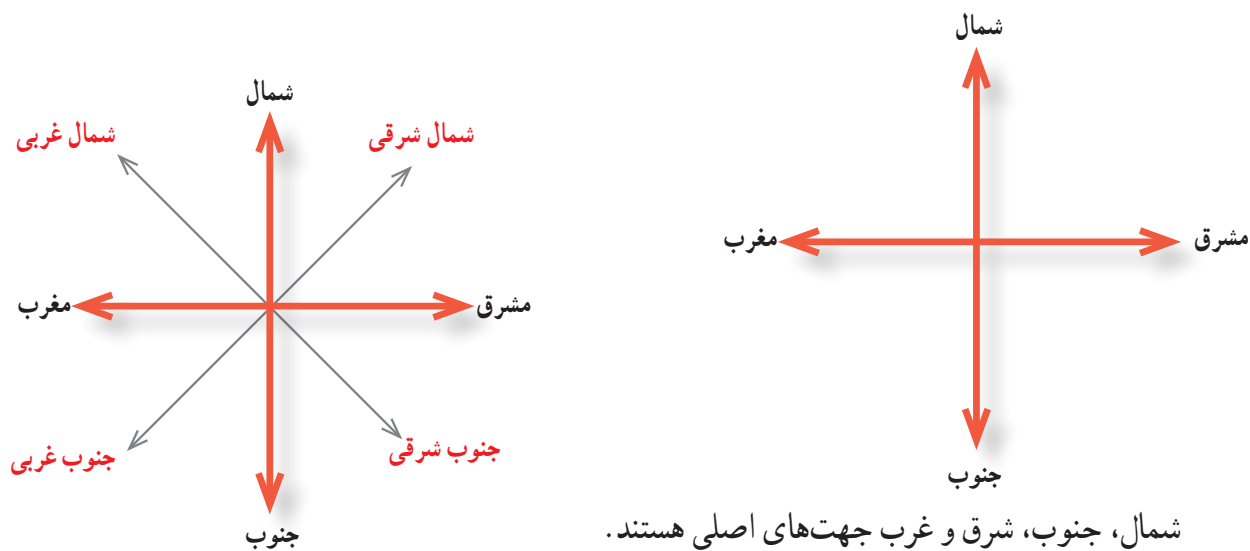 شمال
مشرق
مغرب
جنوب
شمال، جنوب، شرق و غرب جهت‌های اصلی هستند.
شمال
شمال شرقی
شمال غربی
مشرق
مغرب
جنوب شرقی
جنوب غربی
جنوب